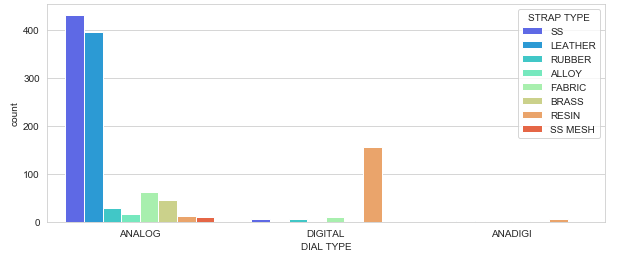 STRAP TYPE
SS
LEATHER
RUBBER
ALLOY
FABRIC
BRASS
RESIN
SS MESH
400
300
200
100
0
count
ANALOG DIGITAL ANADIGI
DIAL TYPE